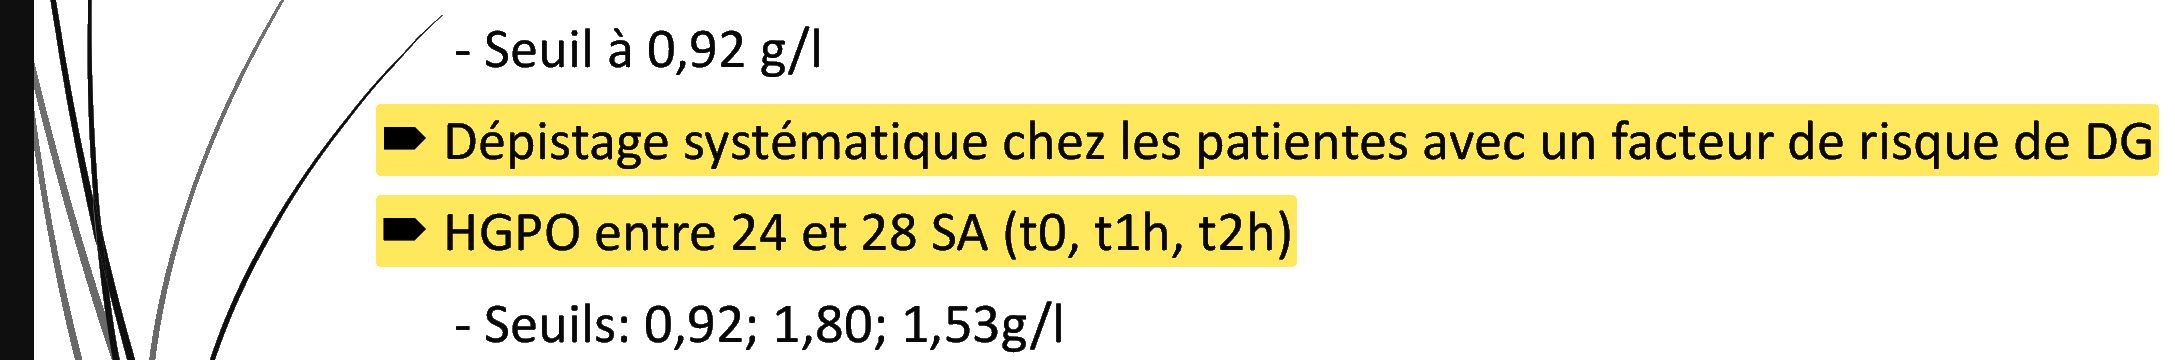 - Seuil à 0,92 g/l
Dépistage systématique chez les patientes avec un facteur de risque de DG
HGPO entre 24 et 28 SA (t0, t1h, t2h)
- Seuils: 0,92; 1,80; 1,53g/l